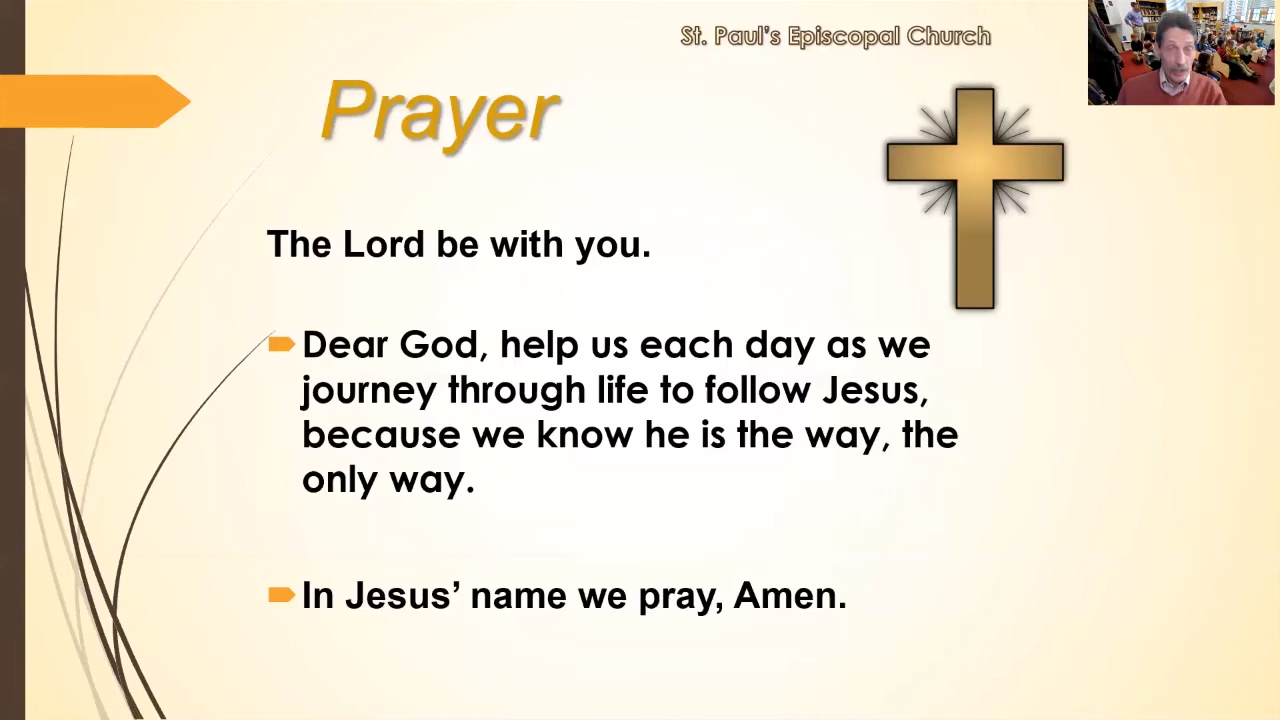 St. Paul's Episcopal Church
Prayer
The Lord be with you.
Dear God, help us each day as we
journey through life to follow Jesus,
because we know he is the way, the
only way.
In Jesus’ name we pray, Amen.